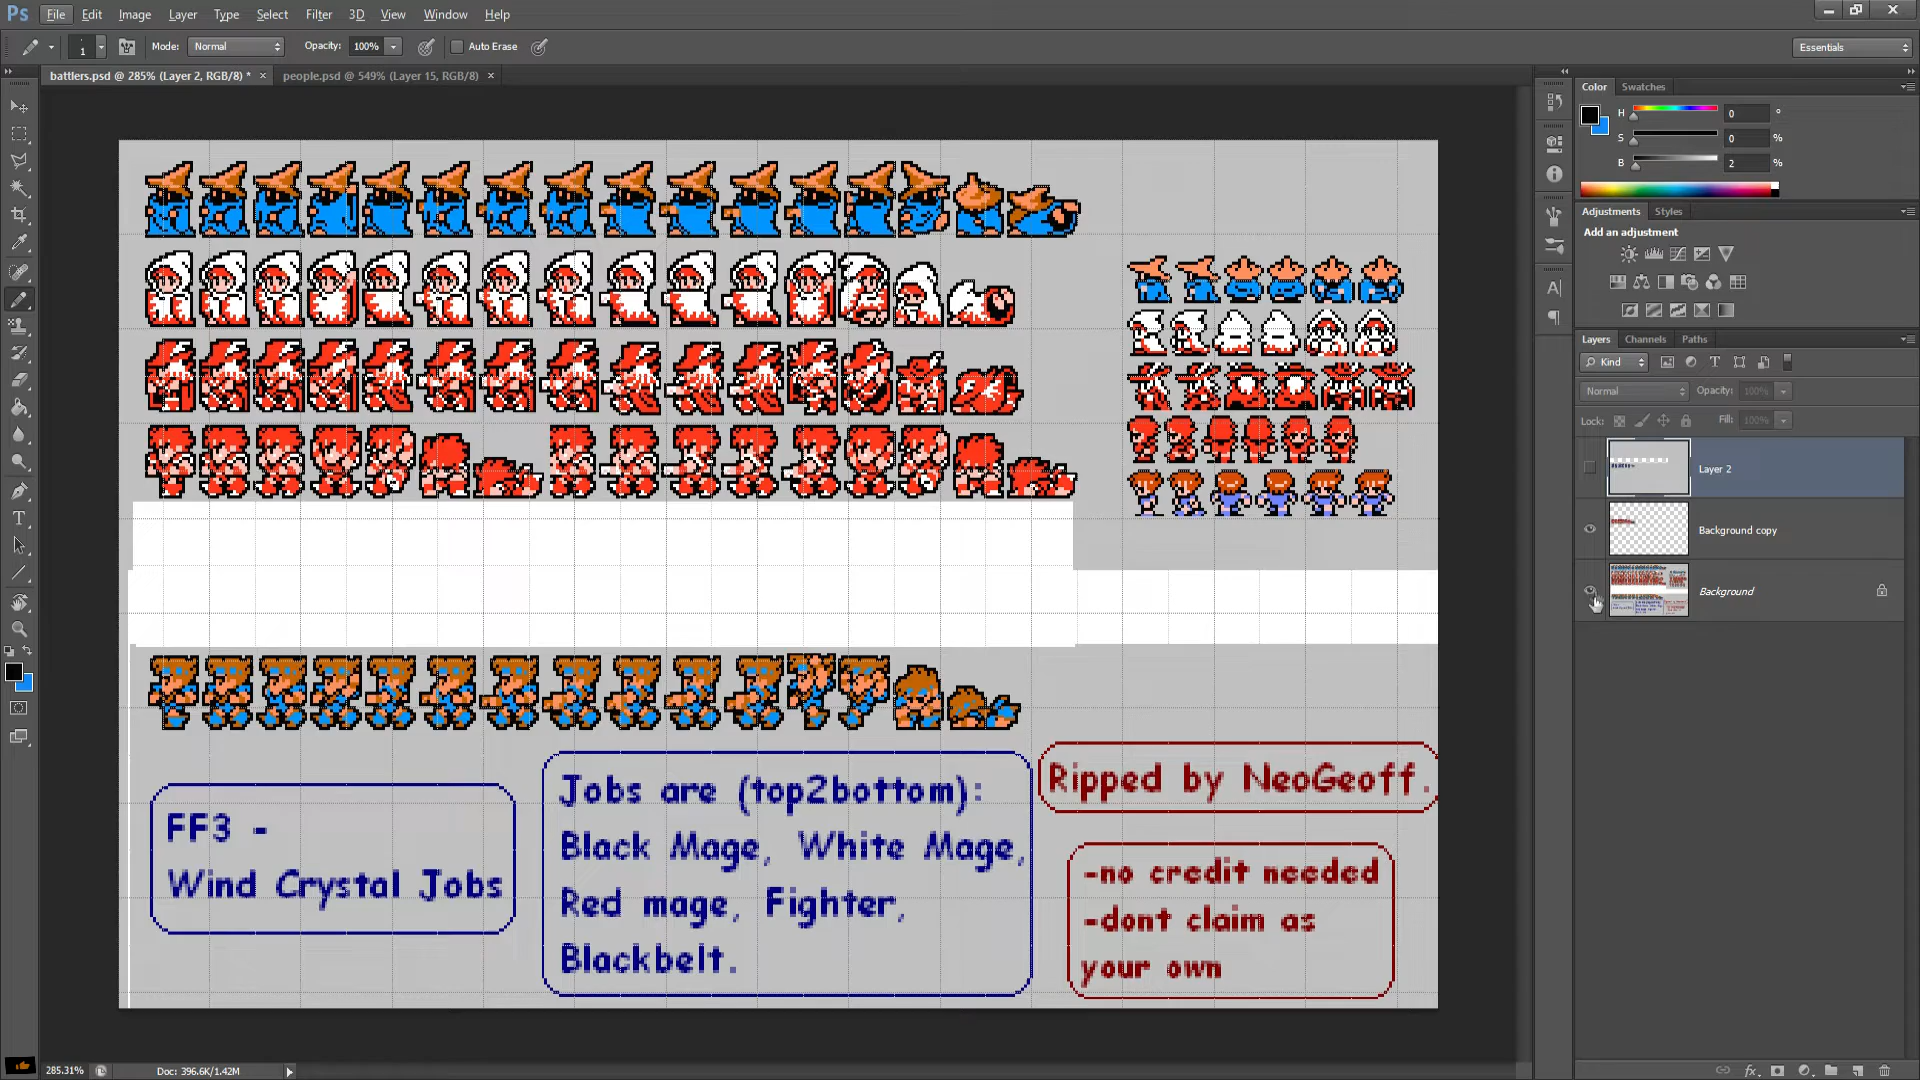 Ps File Edit Image Layer Type Select Filter 3D View Window Help
1 Mode: Normal Opacity: 100% Auto Erase Essentials
battlers.psd @ 285% (Layer 2, RGB/8) * × people.psd @ 549% (Layer 15, RGB/8) ×
Color Swatches
H 0 °
S 0 %
B 2 %
Adjustments Styles
Add an adjustment
Layers Channels Paths
Kind
Normal Opacity: 100%
Lock: Fill: 100%
Layer 2
Background copy
Background
FF3 -
Wind Crystal Jobs
Jobs are (top2bottom):
Black Mage, White Mage,
Red mage, Fighter,
Blackbelt.
Ripped by NeoGeoff.
-no credit needed
-dont claim as
your own
285.31% Doc: 396.6K/1.42M
fx